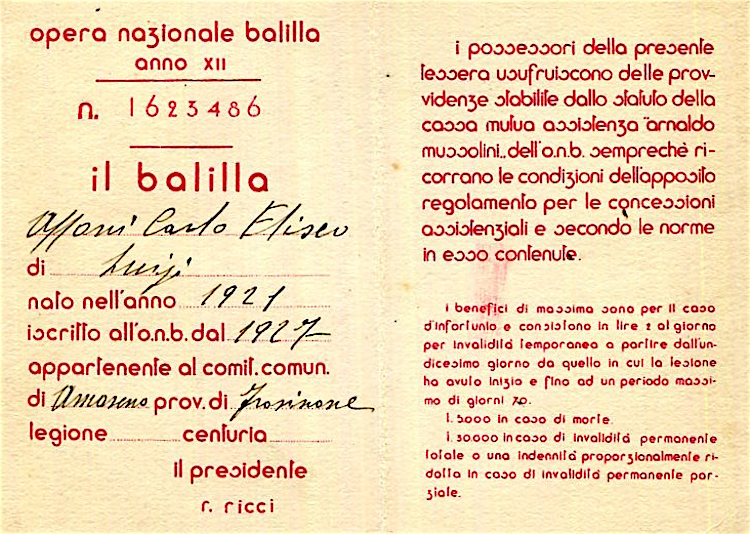 opera nazionale balilla
anno XII
n. 1623486
il balilla
Affoni Carlo Eliseo
di Luigi
nato nell'anno 1921
iscritto all'o.n.b. dal 1927
appartenente al comit. comun.
di Amaseno prov. di Frosinone
legione centuria
il presidente
r. ricci
i possessori della presente
tessera usufruiscono delle prov-
videnze stabilite dallo statuto della
cassa mutua assistenza "arnaldo
mussolini„ dell'o.n.b. sempreché ri-
corrano le condizioni dell'apposito
regolamento per le concessioni
assistenziali e secondo le norme
in esso contenute.
i benefici di massima sono per il caso
d'infortunio e consistono in lire 2 al giorno
per invalidità temporanea a partire dall'un-
dicesimo giorno da quello in cui la lesione
ha avuto inizio e fino ad un periodo massi-
mo di giorni 70.
l. 5.000 in caso di morte.
l. 30.000 in caso di invalidità permanente
totale o una indennità proporzionalmente ri-
dotta in caso di invalidità permanente par-
ziale.